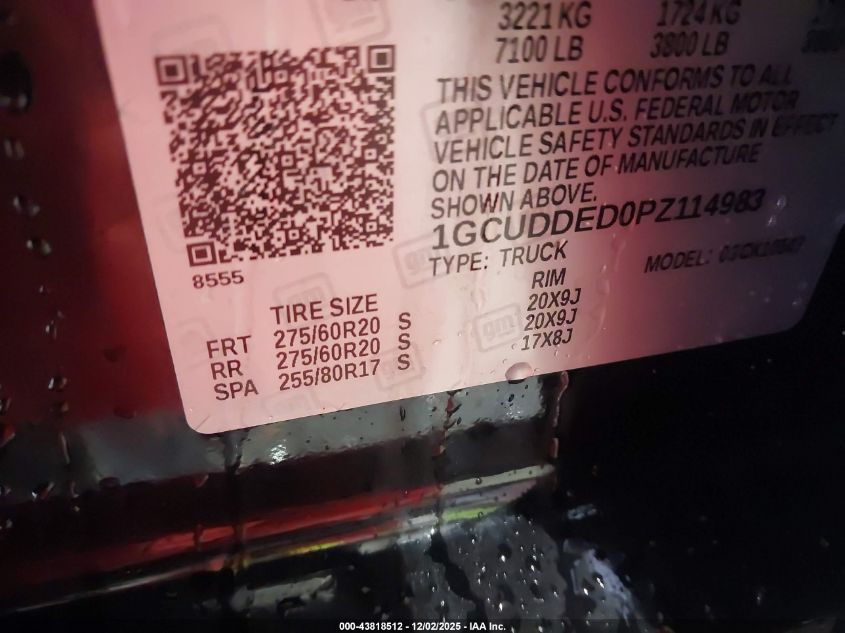 3221 KG 1724 KG
7100 LB 3800 LB
THIS VEHICLE CONFORMS TO ALL
APPLICABLE U.S. FEDERAL MOTOR
VEHICLE SAFETY STANDARDS IN EFFECT
ON THE DATE OF MANUFACTURE
SHOWN ABOVE.
1GCUDDED0PZ114983
TYPE: TRUCK MODEL:
8555
TIRE SIZE RIM
FRT 275/60R20 S 20X9J
RR 275/60R20 S 20X9J
SPA 255/80R17 S 17X8J
gm
000-43818512 - 12/02/2025 - IAA Inc.